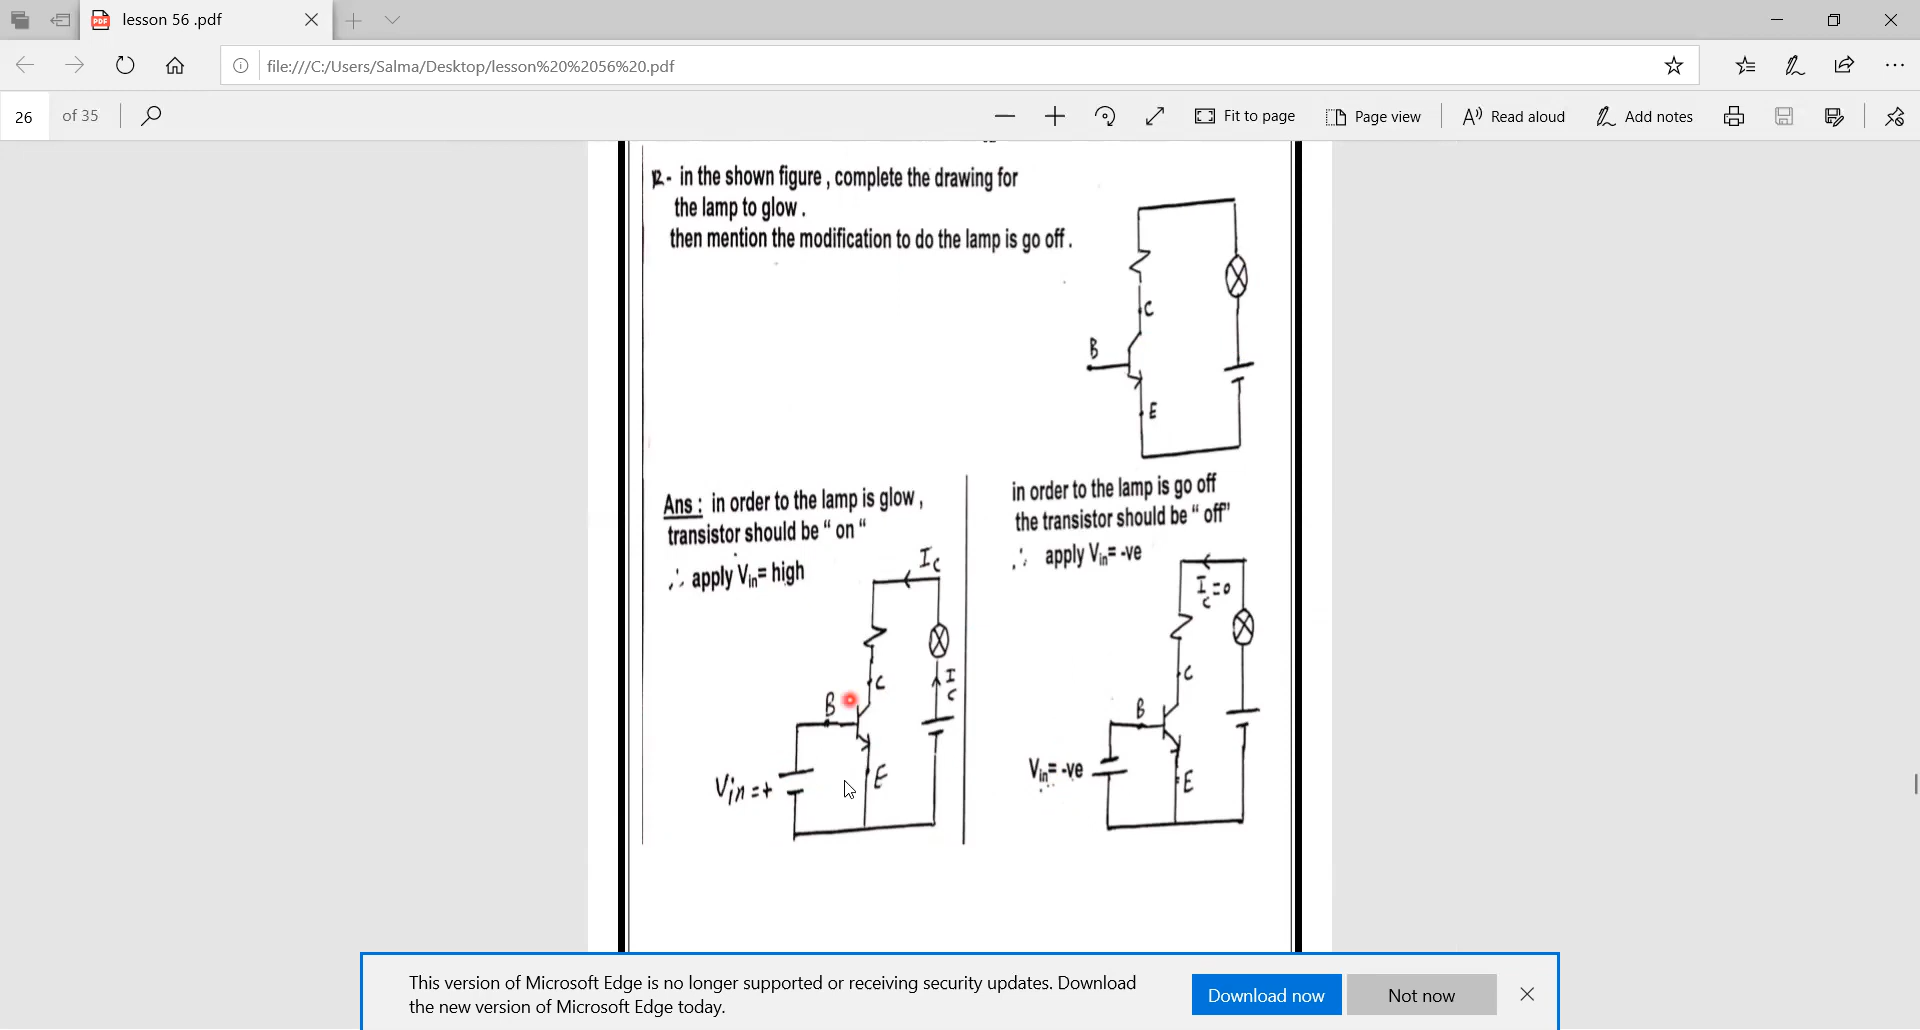 lesson 56 .pdf
file:///C:/Users/Salma/Desktop/lesson%20%2056%20.pdf
26 of 35
Fit to page
Page view
Read aloud
Add notes
12- in the shown figure , complete the drawing for
the lamp to glow .
then mention the modification to do the lamp is go off .
C
B
E
Ans : in order to the lamp is glow ,
transistor should be “ on “
∴ apply Vin= high
Ic
B
C
Ic
Vin =+
E
in order to the lamp is go off
the transistor should be “ off”
∴ apply Vin= -ve
Ic=0
C
B
Vin= -ve
E
This version of Microsoft Edge is no longer supported or receiving security updates. Download
the new version of Microsoft Edge today.
Download now
Not now